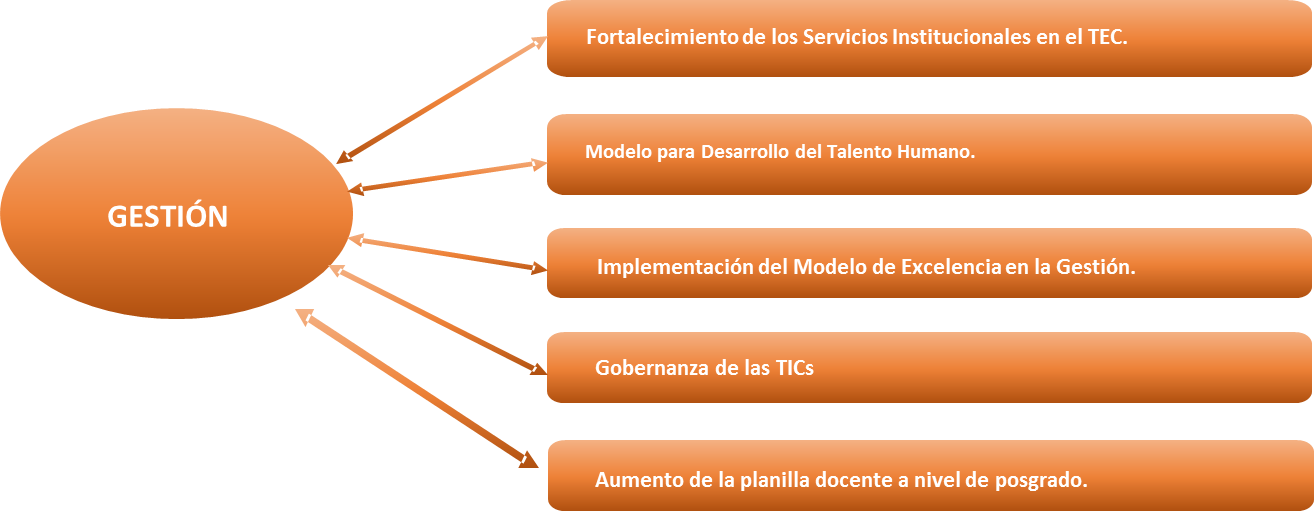 GESTIÓN
Fortalecimiento de los Servicios Institucionales en el TEC.
Modelo para Desarrollo del Talento Humano.
Implementación del Modelo de Excelencia en la Gestión.
Gobernanza de las TICs
Aumento de la planilla docente a nivel de posgrado.